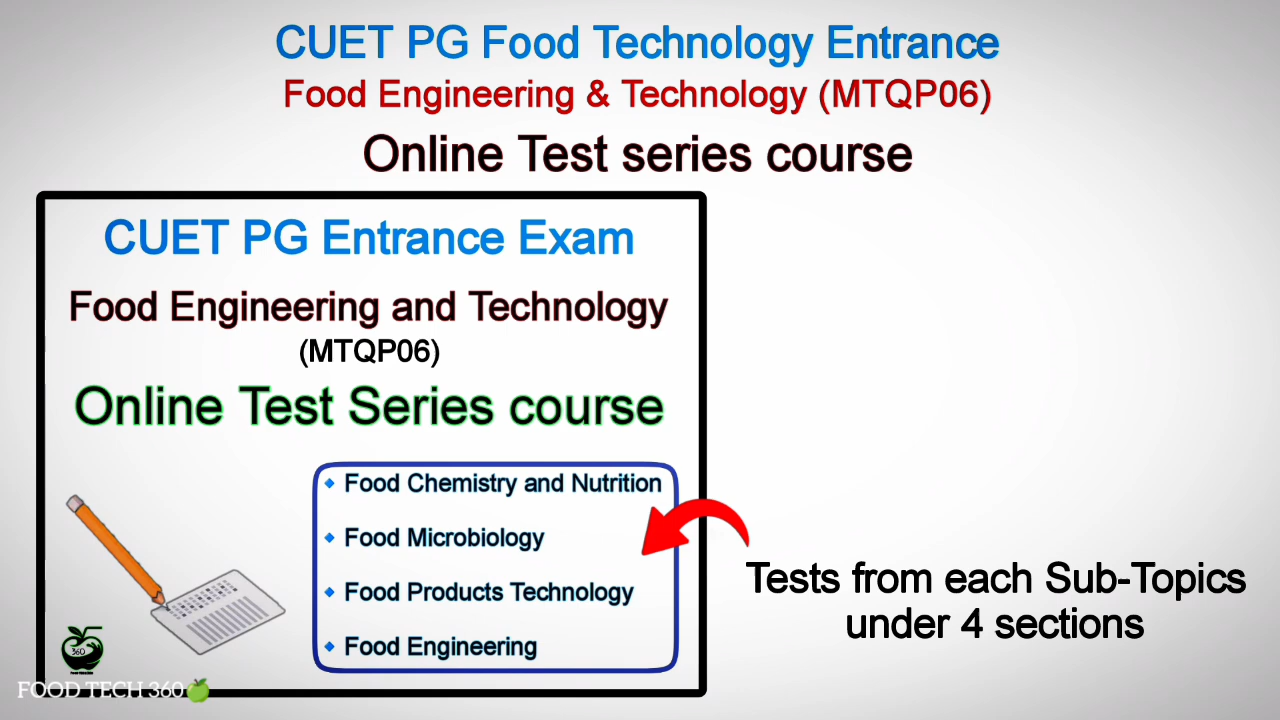 CUET PG Food Technology Entrance
Food Engineering & Technology (MTQP06)
Online Test series course
CUET PG Entrance Exam
Food Engineering and Technology
(MTQP06)
Online Test Series course
Food Chemistry and Nutrition
Food Microbiology
Food Products Technology
Food Engineering
Tests from each Sub-Topics
under 4 sections
360
FOOD TECH 360